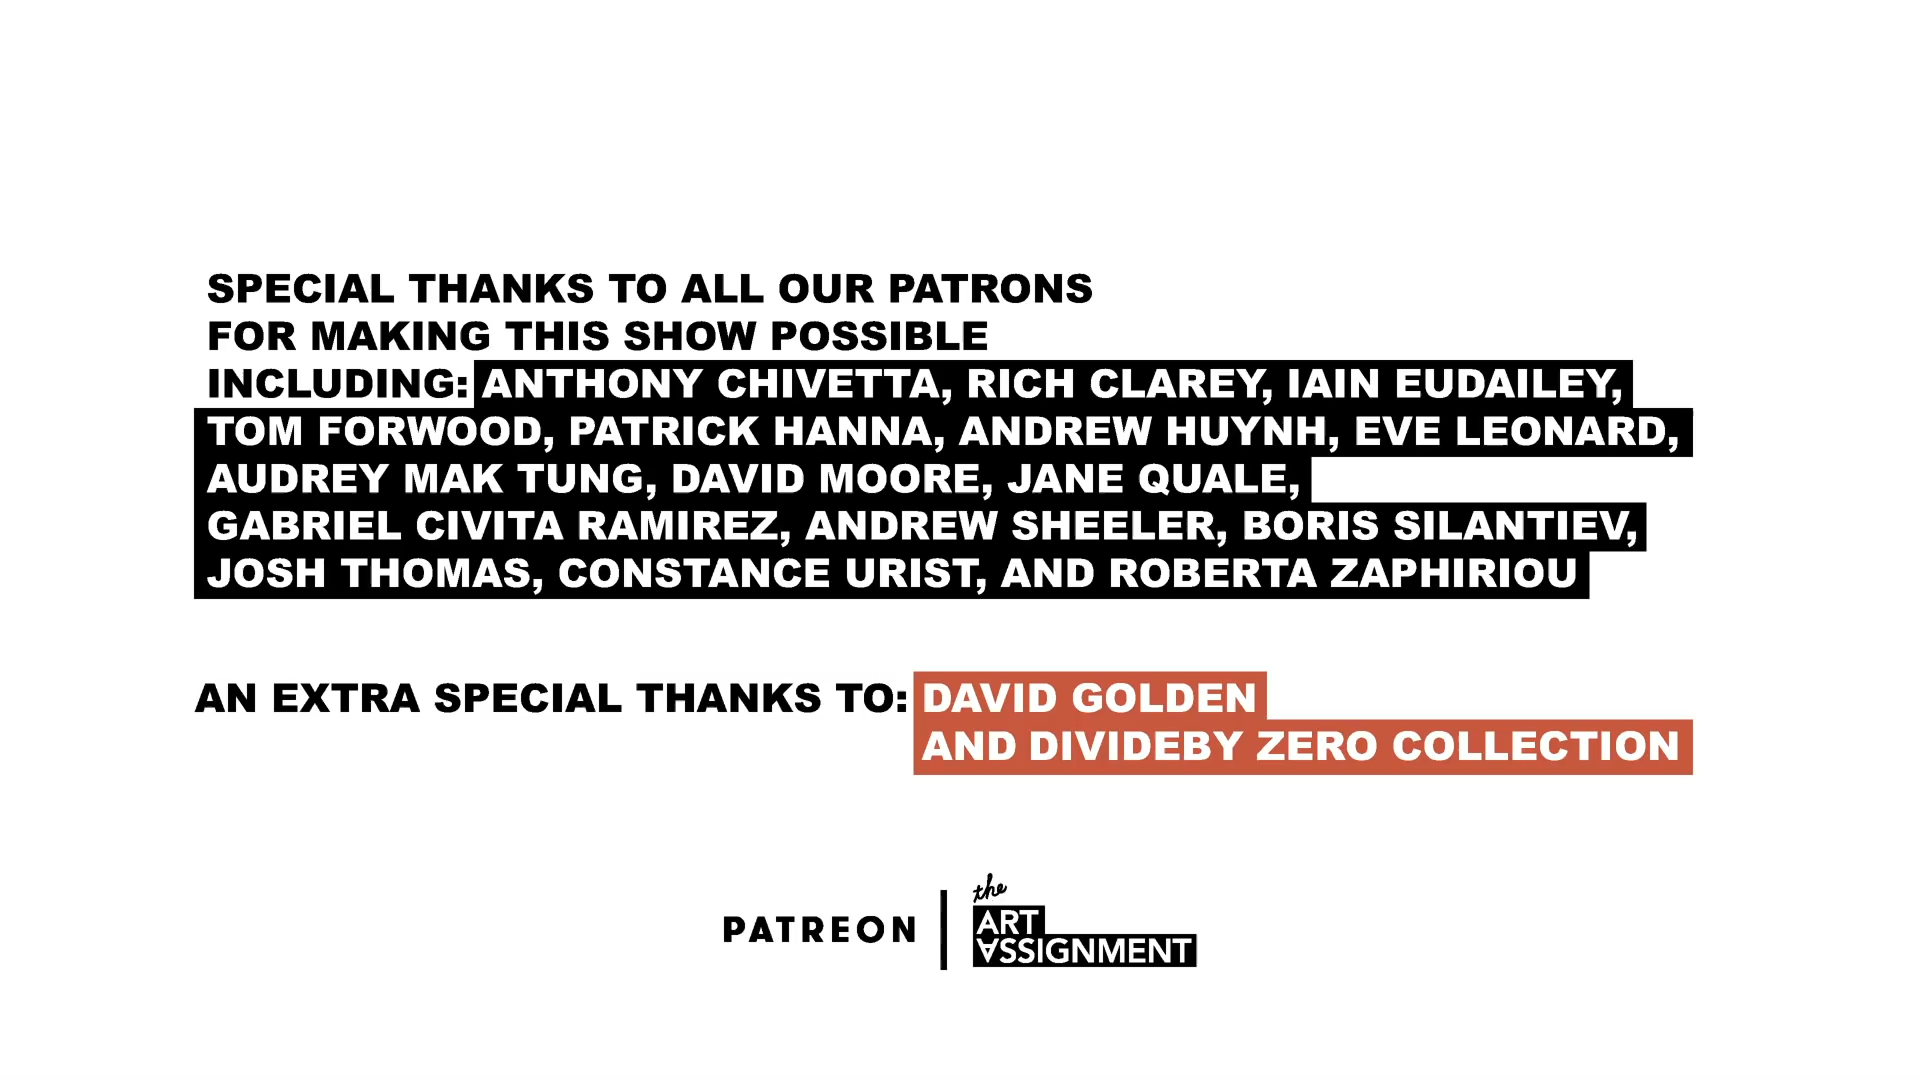 SPECIAL THANKS TO ALL OUR PATRONS
FOR MAKING THIS SHOW POSSIBLE
INCLUDING: ANTHONY CHIVETTA, RICH CLAREY, IAIN EUDAILEY,
TOM FORWOOD, PATRICK HANNA, ANDREW HUYNH, EVE LEONARD,
AUDREY MAK TUNG, DAVID MOORE, JANE QUALE,
GABRIEL CIVITA RAMIREZ, ANDREW SHEELER, BORIS SILANTIEV,
JOSH THOMAS, CONSTANCE URIST, AND ROBERTA ZAPHIRIOU
AN EXTRA SPECIAL THANKS TO: DAVID GOLDEN
AND DIVIDEBY ZERO COLLECTION
PATREON
the
ART
ASSIGNMENT